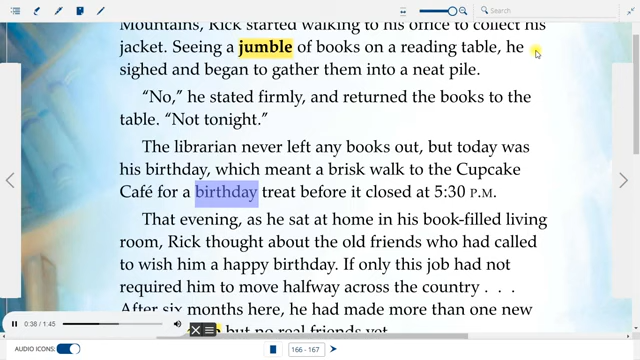 Search
Mountains, Rick started walking to his office to collect his
jacket. Seeing a jumble of books on a reading table, he
sighed and began to gather them into a neat pile.
“No,” he stated firmly, and returned the books to the
table. “Not tonight.”
The librarian never left any books out, but today was
his birthday, which meant a brisk walk to the Cupcake
Café for a birthday treat before it closed at 5:30 P.M.
That evening, as he sat at home in his book-filled living
room, Rick thought about the old friends who had called
to wish him a happy birthday. If only this job had not
required him to move halfway across the country . . .
After six months here, he had made more than one new
but no real friends yet
0:38 / 1:45
AUDIO ICONS:
166 - 167